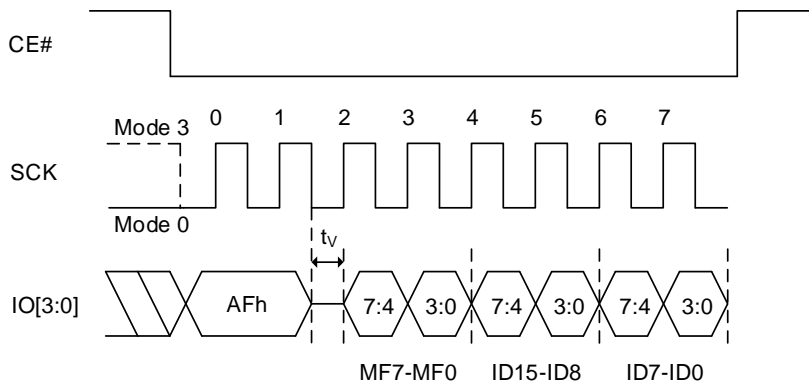 CE#
Mode 3 0 1 2 3 4 5 6 7
SCK
Mode 0
tV
IO[3:0] AFh 7:4 3:0 7:4 3:0 7:4 3:0
MF7-MF0 ID15-ID8 ID7-ID0